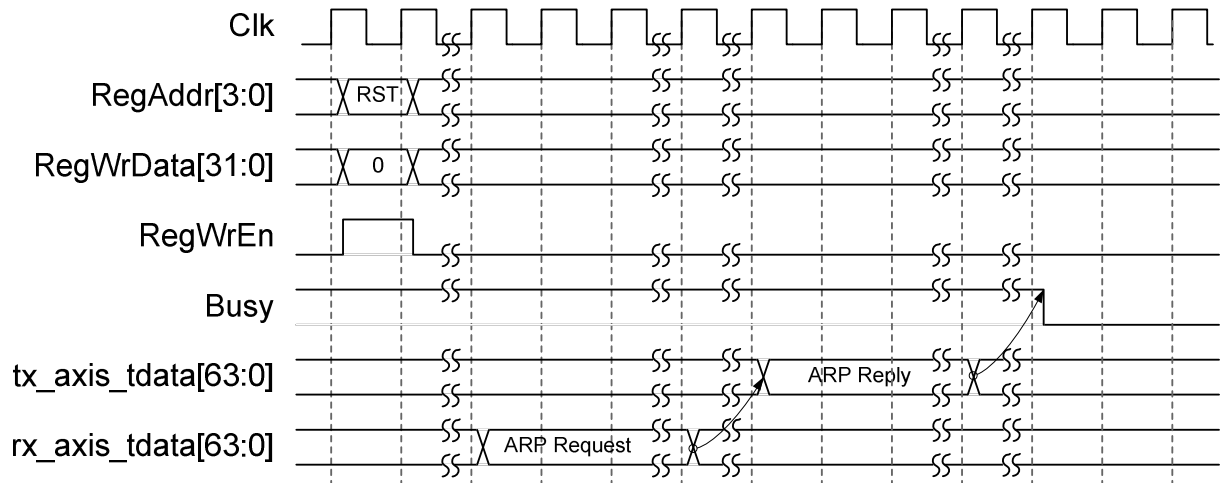 Clk
RegAddr[3:0] RST
RegWrData[31:0] 0
RegWrEn
Busy
tx_axis_tdata[63:0] ARP Reply
rx_axis_tdata[63:0] ARP Request